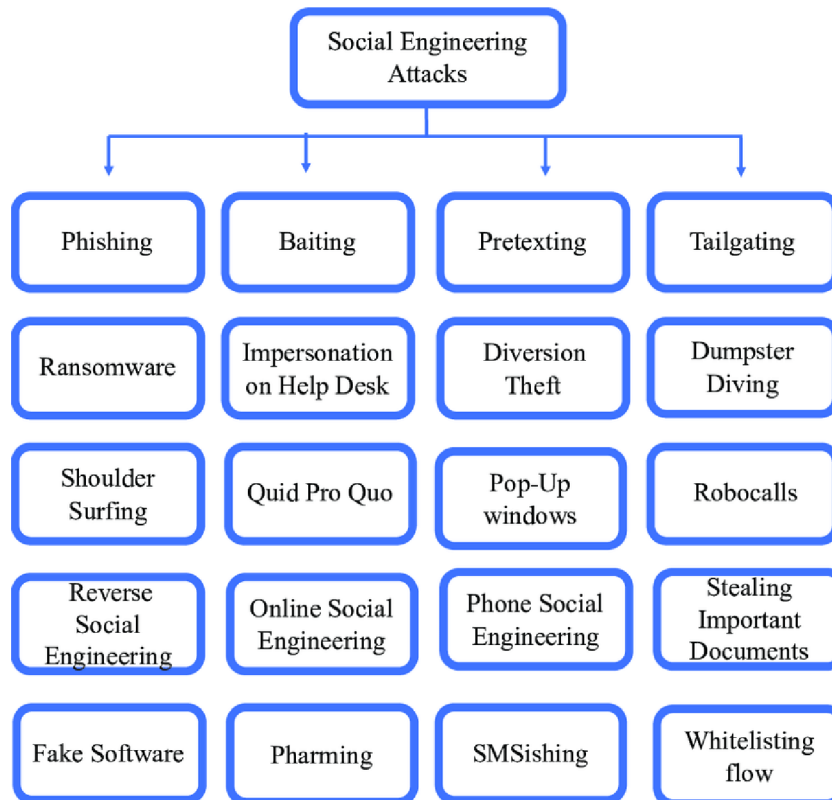 Social Engineering
Attacks
Phishing
Baiting
Pretexting
Tailgating
Ransomware
Impersonation
on Help Desk
Diversion
Theft
Dumpster
Diving
Shoulder
Surfing
Quid Pro Quo
Pop-Up
windows
Robocalls
Reverse
Social
Engineering
Online Social
Engineering
Phone Social
Engineering
Stealing
Important
Documents
Fake Software
Pharming
SMSishing
Whitelisting
flow